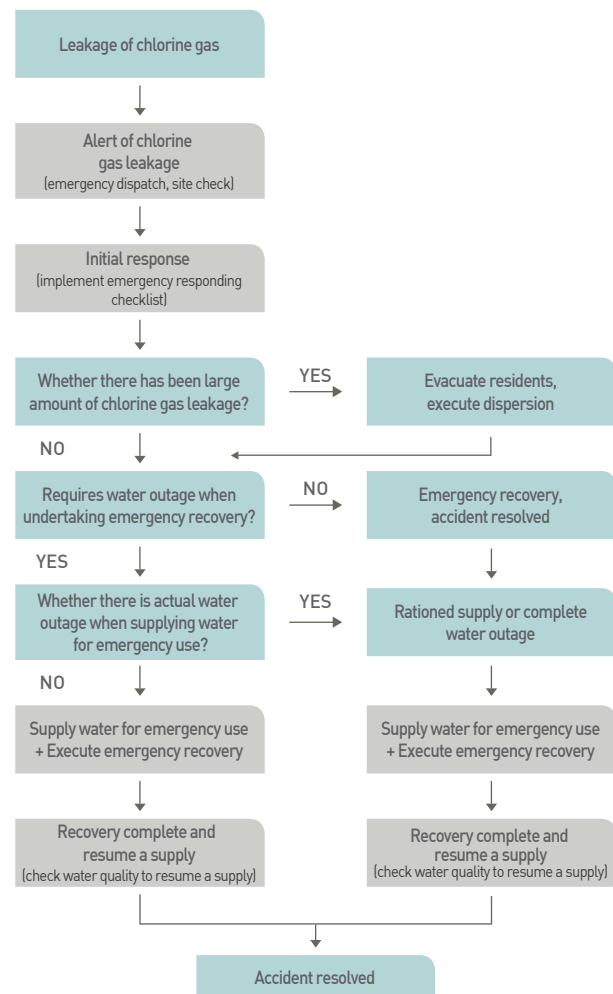 Leakage of chlorine gas
Alert of chlorine
gas leakage
(emergency dispatch, site check)
Initial response
(implement emergency responding
checklist)
Whether there has been large
amount of chlorine gas leakage?
YES
Evacuate residents,
execute dispersion
NO
Requires water outage when
undertaking emergency recovery?
NO
Emergency recovery,
accident resolved
YES
Whether there is actual water
outage when supplying water
for emergency use?
YES
Rationed supply or complete
water outage
NO
Supply water for emergency use
+ Execute emergency recovery
Supply water for emergency use
+ Execute emergency recovery
Recovery complete and
resume a supply
(check water quality to resume a supply)
Recovery complete and
resume a supply
(check water quality to resume a supply)
Accident resolved